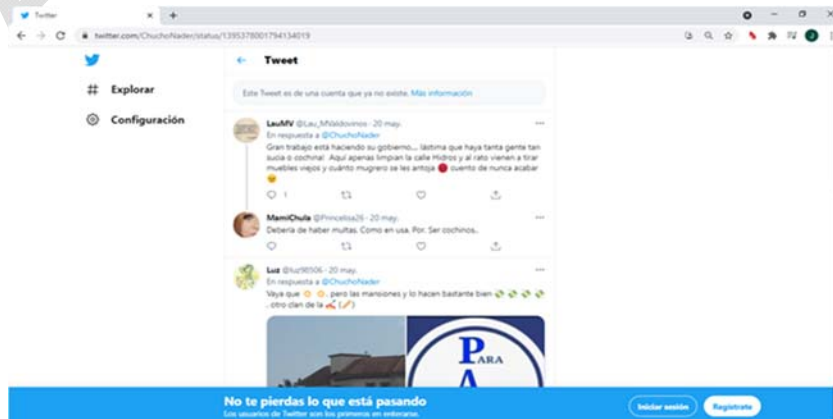 Twitter
twitter.com/ChuchoNader/status/1395378001794134019
Explorar
Configuración
Tweet
Este Tweet es de una cuenta que ya no existe. Más información
LauMV @Lau_MValdovinos · 20 may.
En respuesta a @ChuchoNader
Gran trabajo está haciendo su gobierno.... lástima que haya tanta gente tan
sucia o cochina! Aquí apenas limpian la calle Hidros y al rato vienen a tirar
muebles viejos y cuánto mugrero se les antoja 🔴 cuento de nunca acabar
1
MamiChula @Princelisa26 · 20 may.
Debería de haber multas. Como en usa. Por. Ser cochinos..
Luz @luz98506 · 20 may.
En respuesta a @ChuchoNader
Vaya que , pero las mansiones y lo hacen bastante bien
. otro clan de la
PARA
No te pierdas lo que está pasando
Los usuarios de Twitter son los primeros en enterarse.
Iniciar sesión
Regístrate